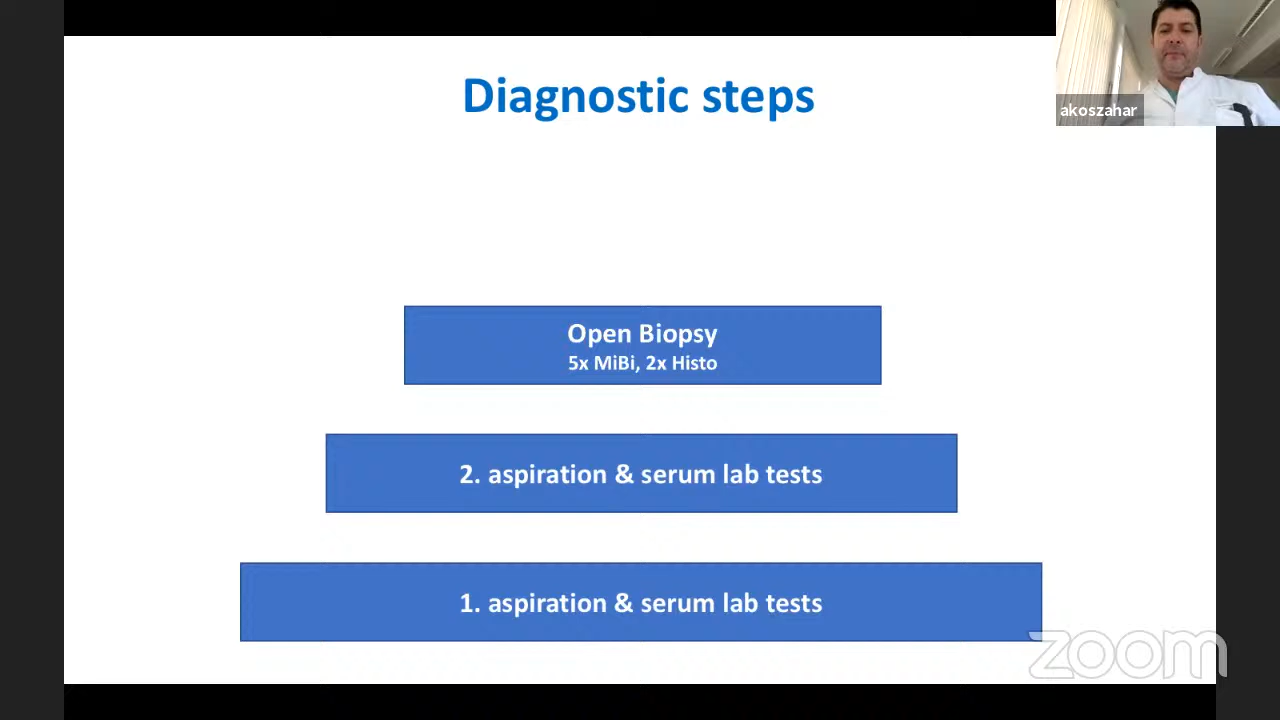 Diagnostic steps
akoszahar
Open Biopsy
5x MiBi, 2x Histo
2. aspiration & serum lab tests
1. aspiration & serum lab tests
zoom